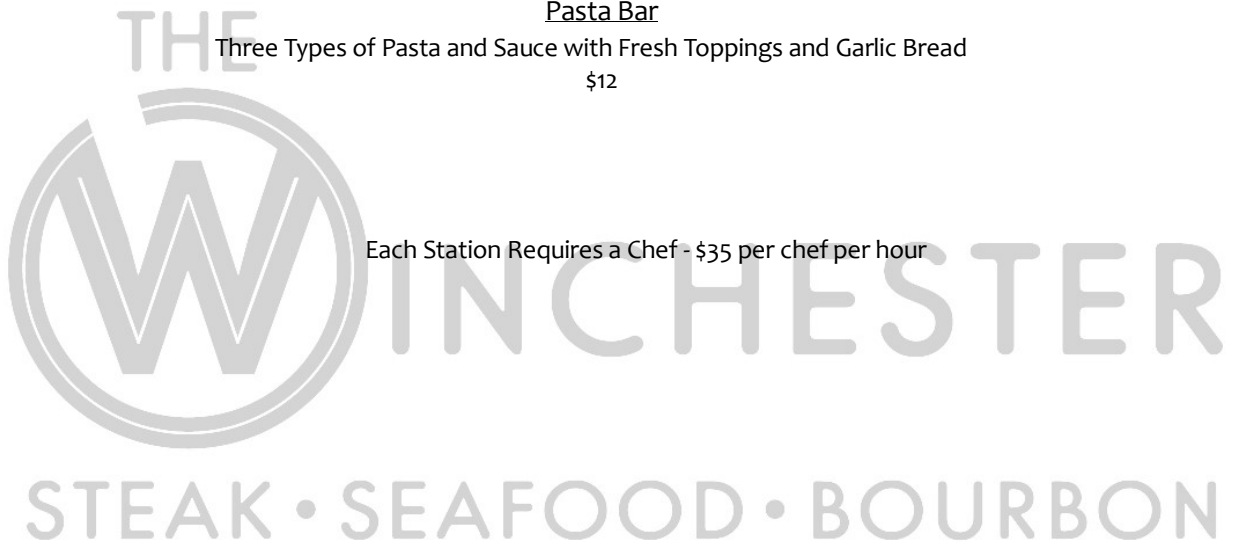 Pasta Bar
Three Types of Pasta and Sauce with Fresh Toppings and Garlic Bread
$12
Each Station Requires a Chef - $35 per chef per hour
THE
WINCHESTER
STEAK • SEAFOOD • BOURBON